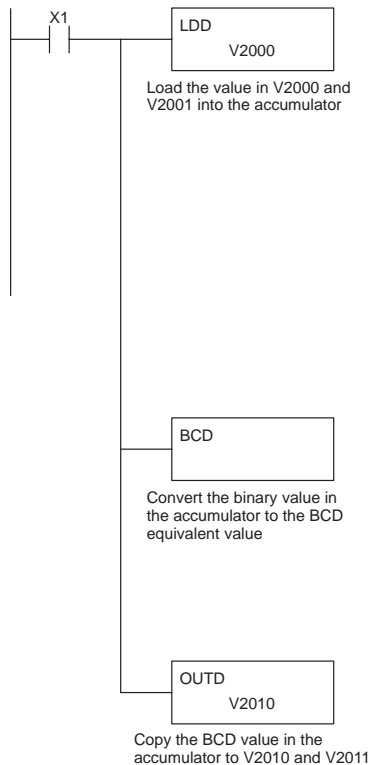 X1
LDD
V2000
Load the value in V2000 and
V2001 into the accumulator
BCD
Convert the binary value in
the accumulator to the BCD
equivalent value
OUTD
V2010
Copy the BCD value in the
accumulator to V2010 and V2011